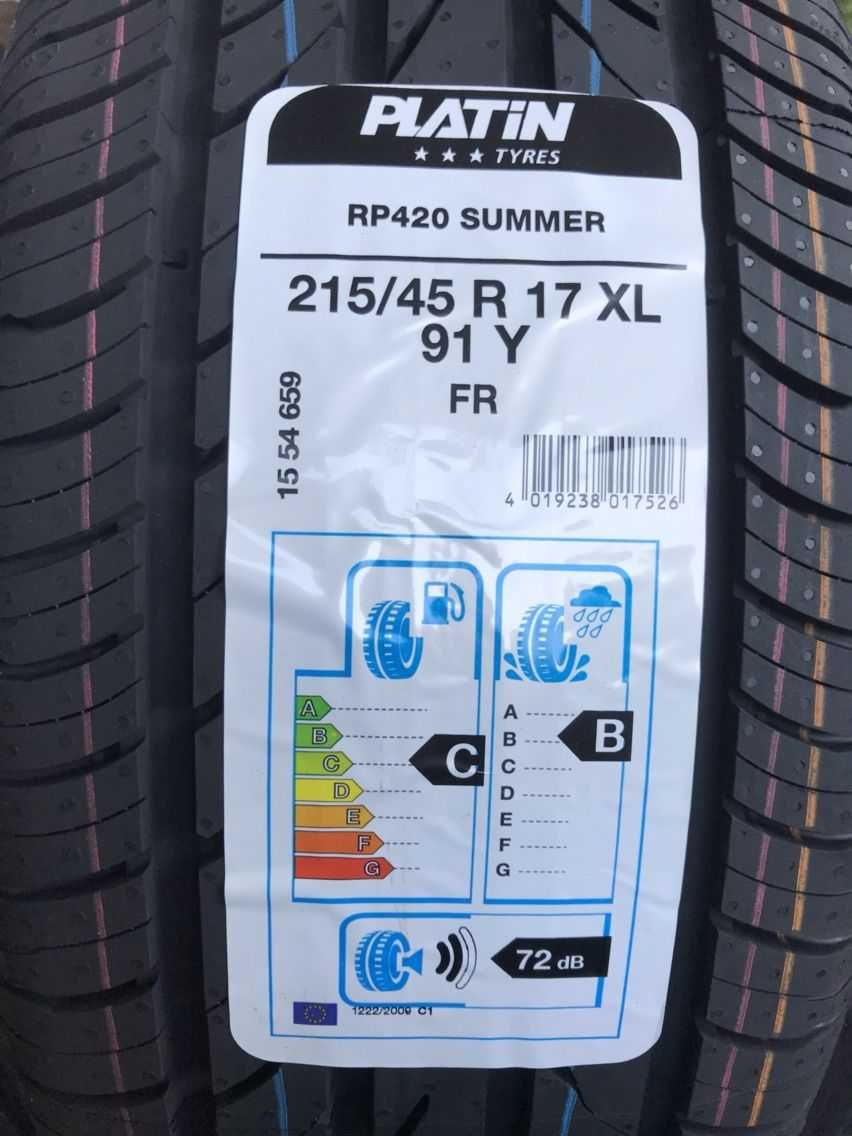 PLATiN
★★★ TYRES
RP420 SUMMER
215/45 R 17 XL
91 Y
FR
15 54 659
4 019238 017526
A
B
C
D
E
F
G
C
A
B
C
D
E
F
G
B
72 dB
1222/2009 C1